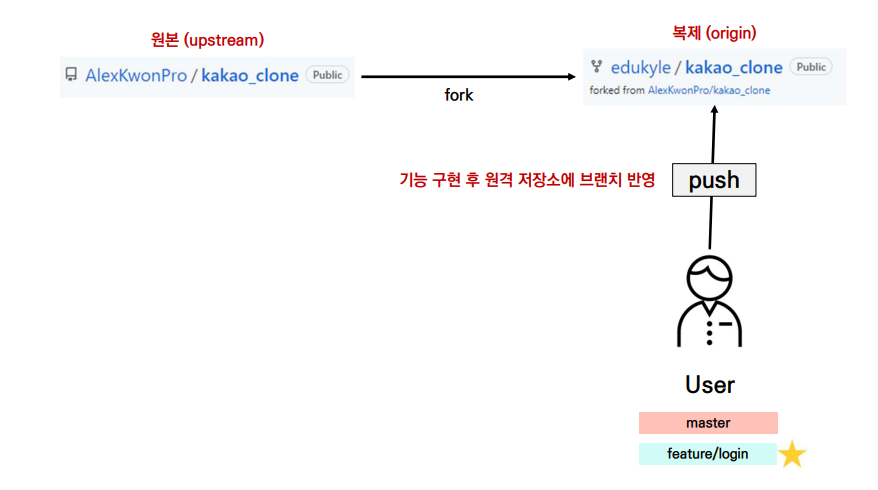 원본 (upstream)
복제 (origin)
AlexKwonPro / kakao_clone Public
edukyle / kakao_clone Public
forked from AlexKwonPro/kakao_clone
fork
기능 구현 후 원격 저장소에 브랜치 반영
push
User
master
feature/login